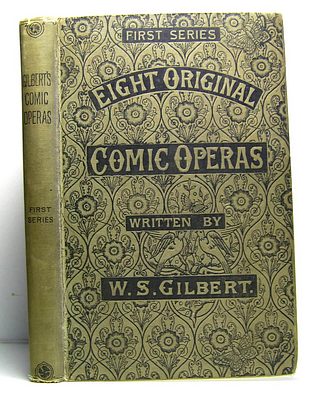 GILBERT'S
COMIC
OPERAS
FIRST
SERIES
FIRST SERIES
EIGHT ORIGINAL
COMIC OPERAS
WRITTEN BY
W. S. GILBERT.